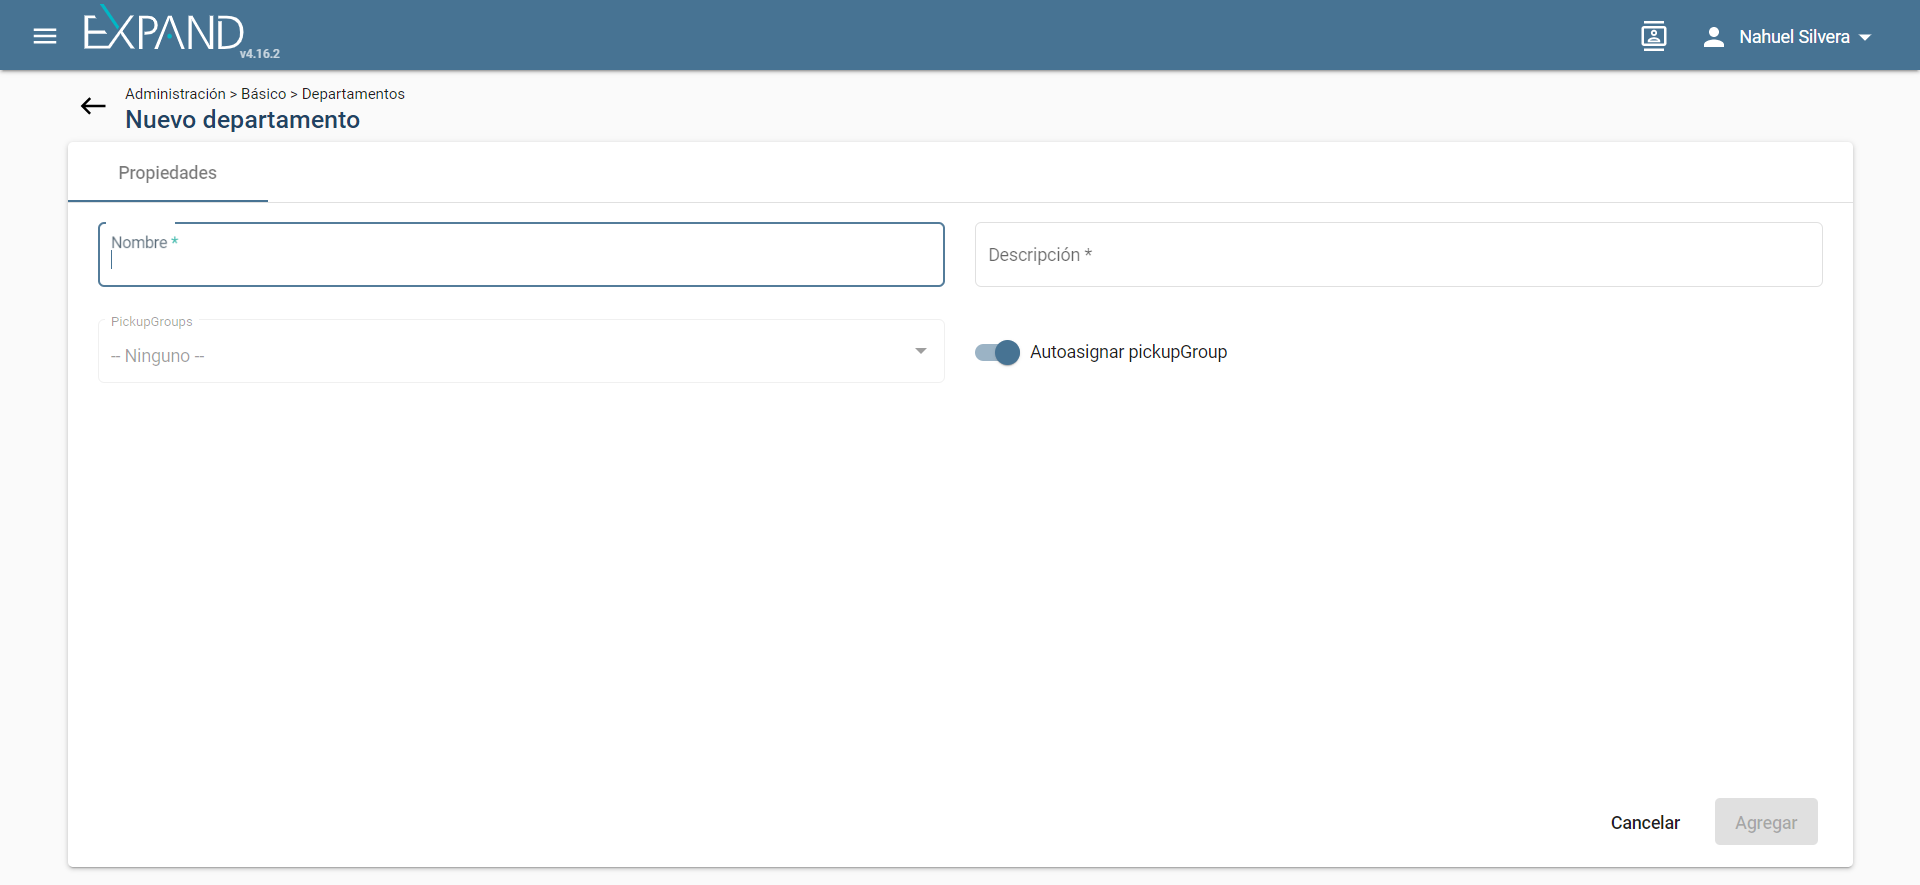 EXPAND
v4.16.2
Nahuel Silvera
Administración > Básico > Departamentos
Nuevo departamento
Propiedades
Nombre *
Descripción *
PickupGroups
-- Ninguno --
Autoasignar pickupGroup
Cancelar
Agregar